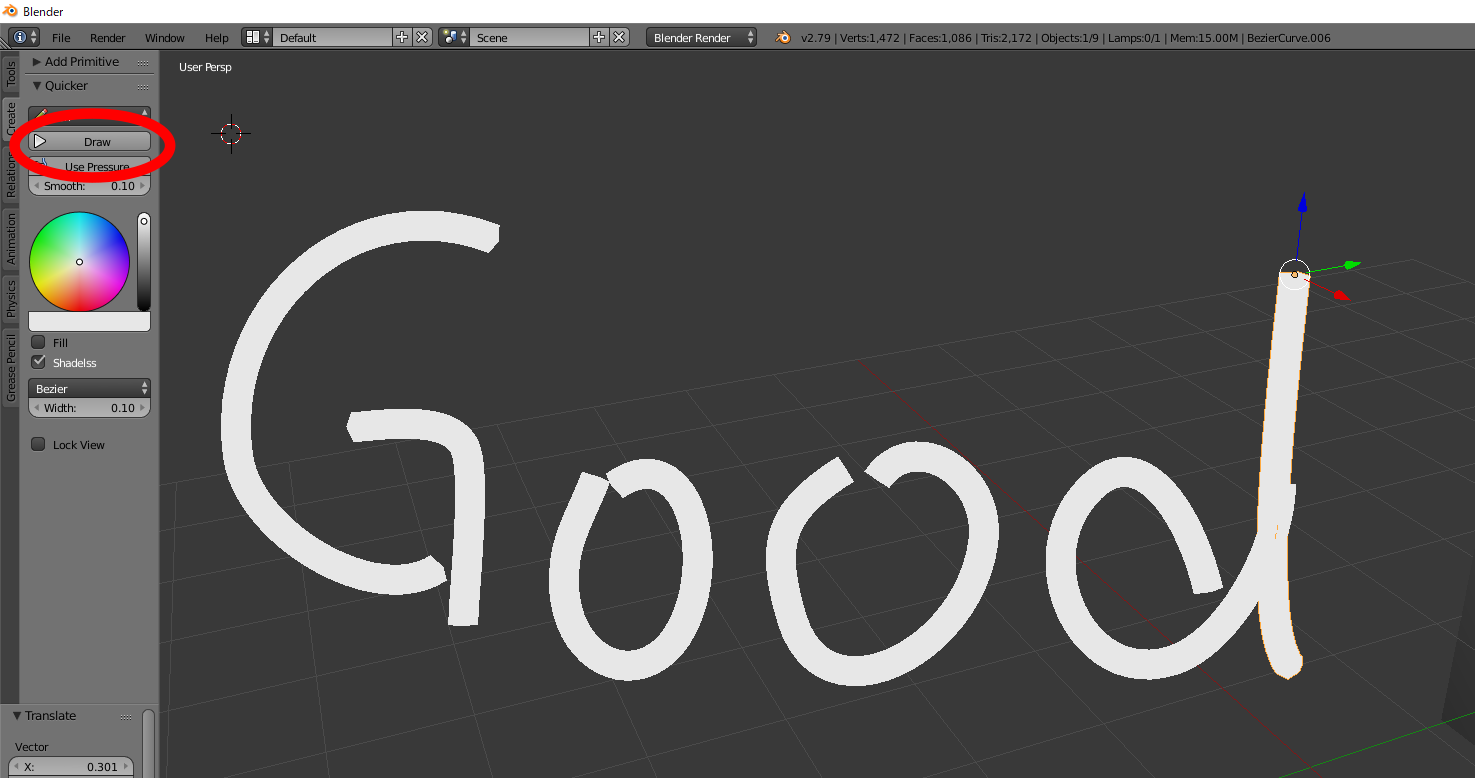 Blender
File Render Window Help Default Scene Blender Render v2.79 | Verts:1,472 | Faces:1,086 | Tris:2,172 | Objects:1/9 | Lamps:0/1 | Mem:15.00M | BezierCurve.006
Tools
Create
Relation
Animation
Physics
Grease Pencil
Add Primitive
Quicker
Draw
Use Pressure
Smooth: 0.10
Fill
Shadelss
Bezier
Width: 0.10
Lock View
Translate
Vector
X: 0.301
User Persp
Good